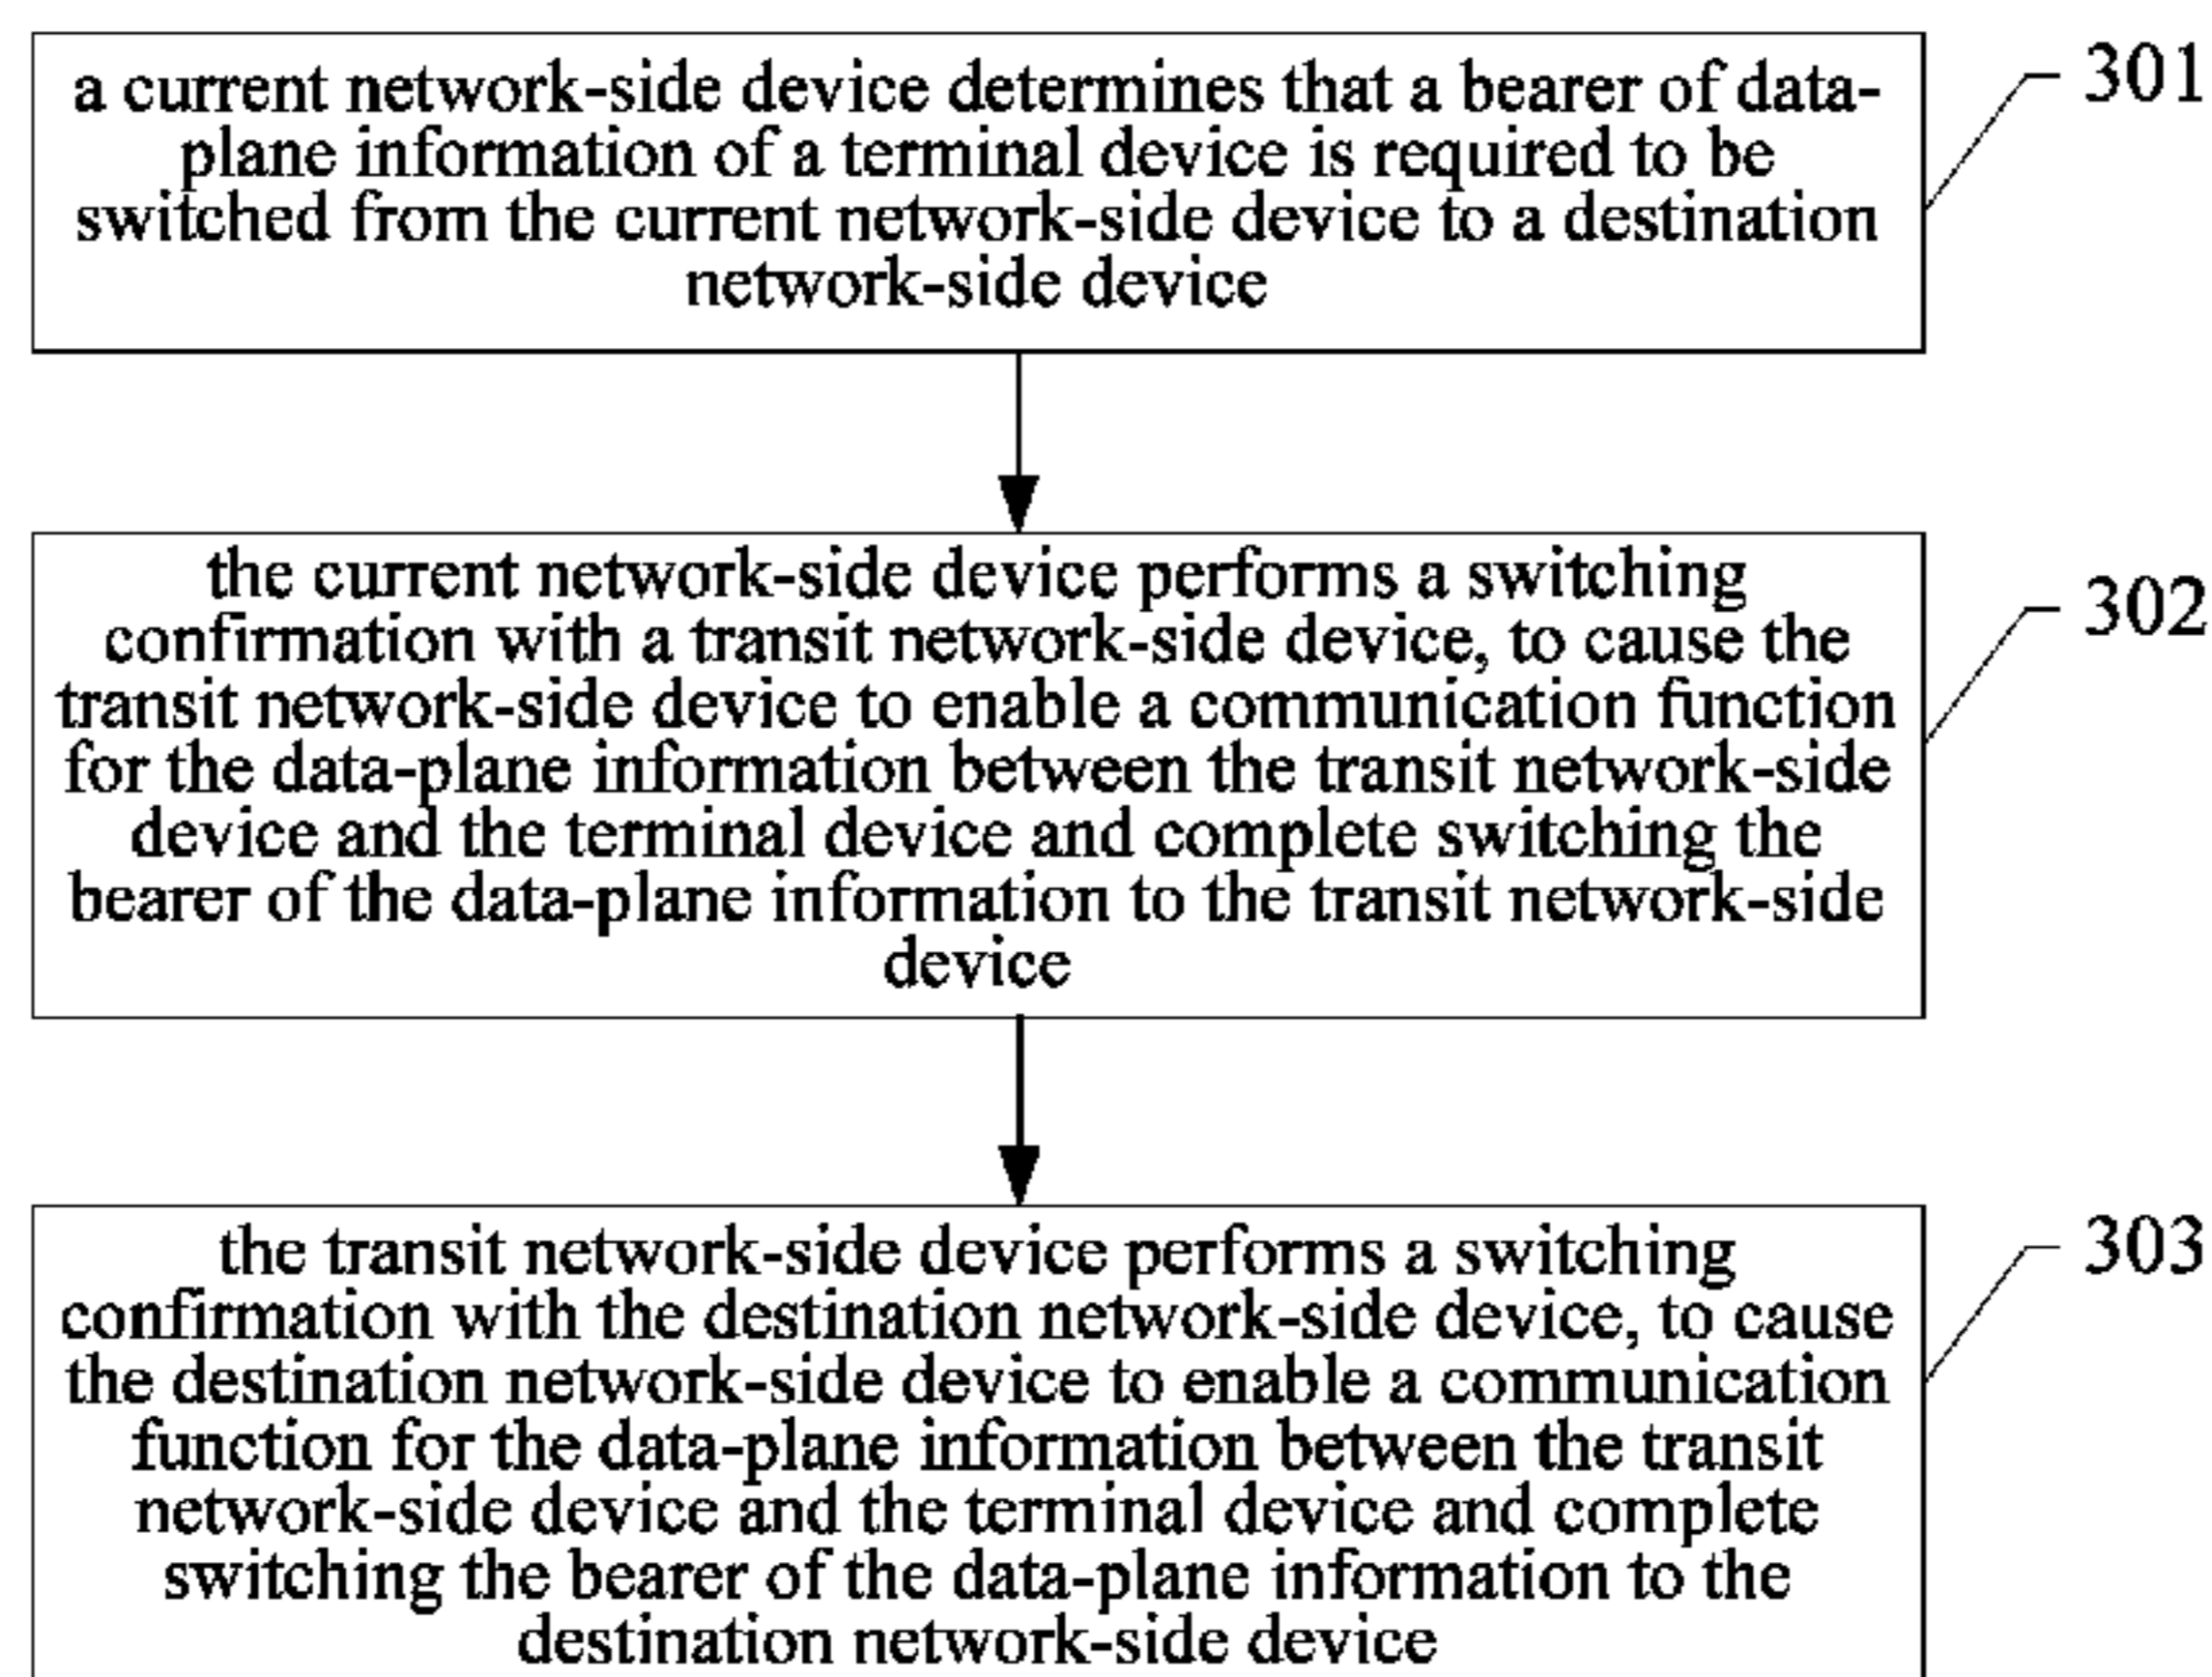 a current network-side device determines that a bearer of data-
plane information of a terminal device is required to be
switched from the current network-side device to a destination
network-side device
301
the current network-side device performs a switching
confirmation with a transit network-side device, to cause the
transit network-side device to enable a communication function
for the data-plane information between the transit network-side
device and the terminal device and complete switching the
bearer of the data-plane information to the transit network-side
device
302
the transit network-side device performs a switching
confirmation with the destination network-side device, to cause
the destination network-side device to enable a communication
function for the data-plane information between the transit
network-side device and the terminal device and complete
switching the bearer of the data-plane information to the
destination network-side device
303